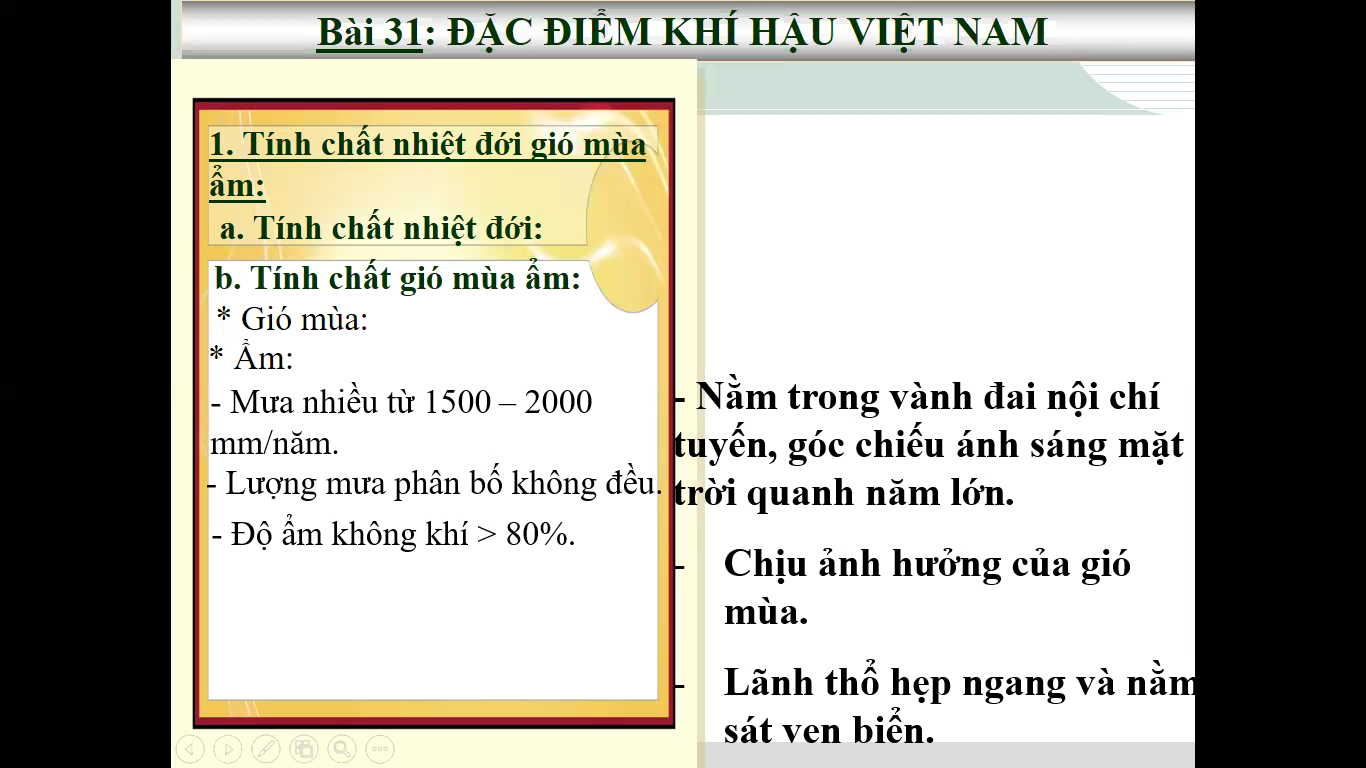 Bài 31: ĐẶC ĐIỂM KHÍ HẬU VIỆT NAM
1. Tính chất nhiệt đới gió mùa
ẩm:
a. Tính chất nhiệt đới:
b. Tính chất gió mùa ẩm:
* Gió mùa:
* Ẩm:
- Mưa nhiều từ 1500 – 2000
mm/năm.
- Lượng mưa phân bố không đều.
- Độ ẩm không khí > 80%.
- Nằm trong vành đai nội chí
tuyến, góc chiếu ánh sáng mặt
trời quanh năm lớn.
- Chịu ảnh hưởng của gió
mùa.
- Lãnh thổ hẹp ngang và nằm
sát ven biển.